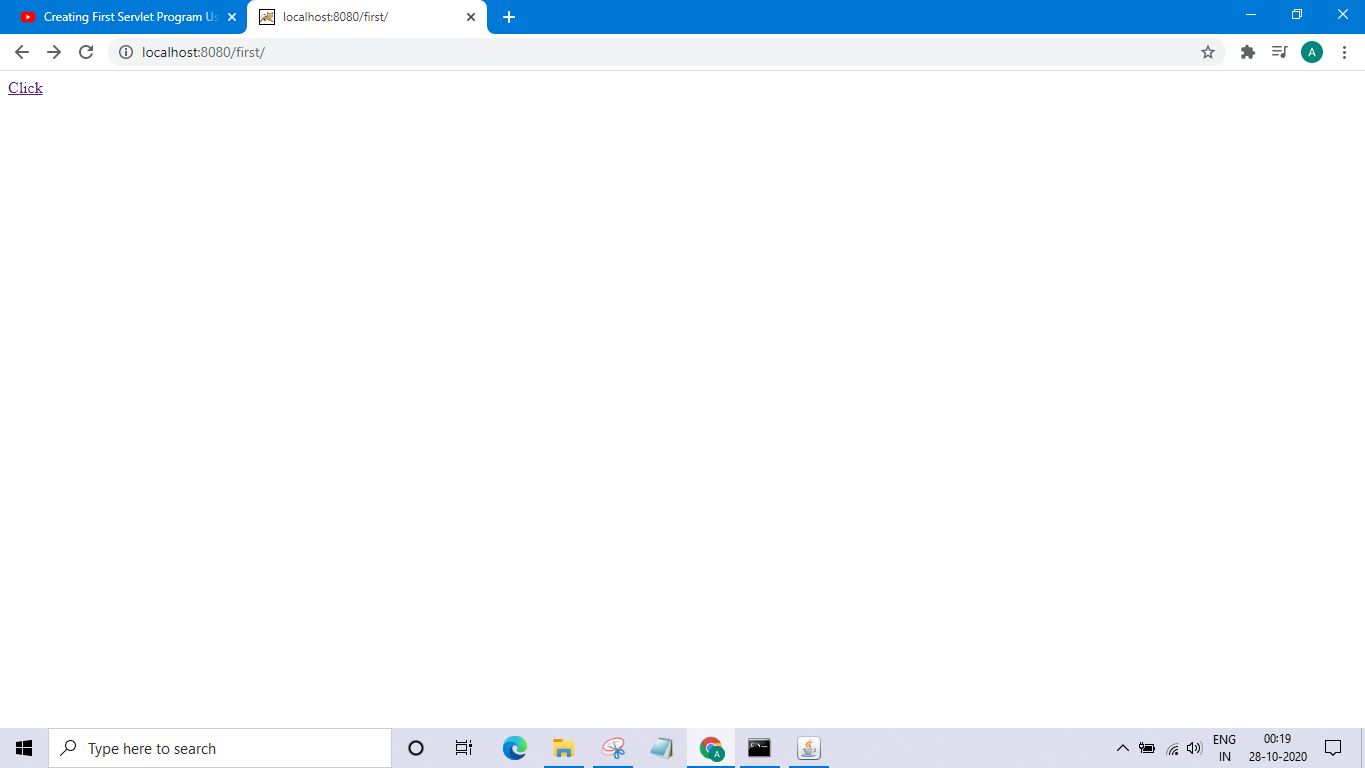 Creating First Servlet Program Us
localhost:8080/first/
localhost:8080/first/
A
Click
Type here to search
A
ENG
IN
00:19
28-10-2020